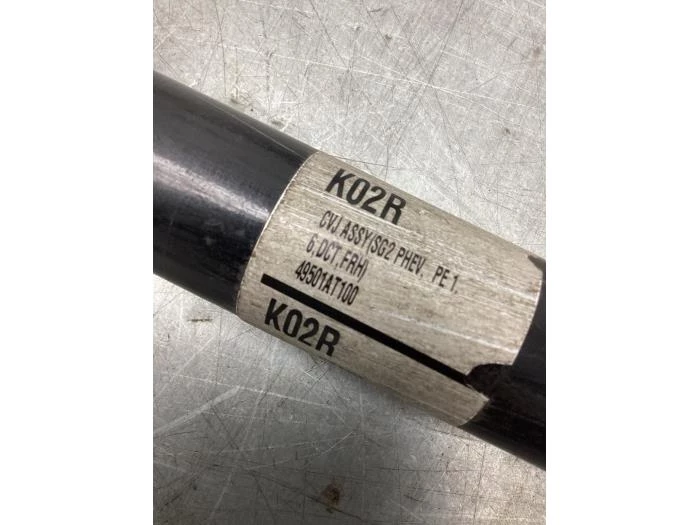 K02R
CVJ ASSY(SG2 PHEV, PE 1.
6,DCT,FRH)
49501AT100
K02R